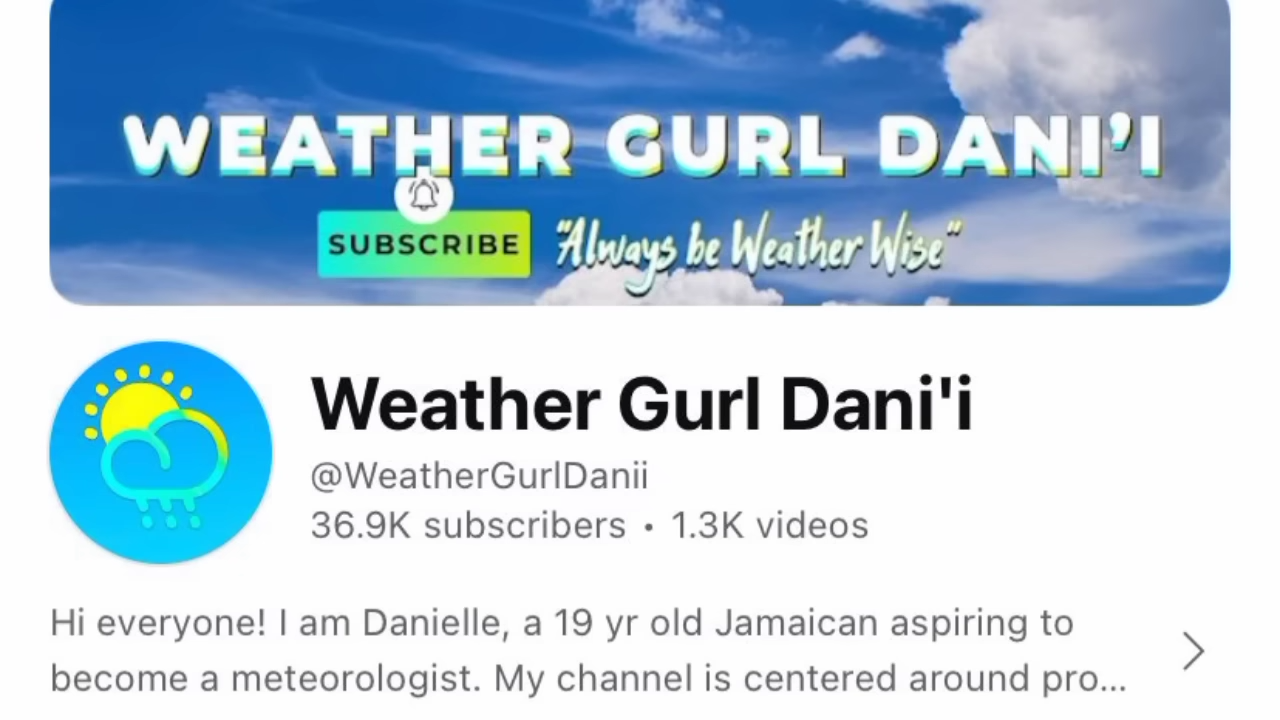 WEATHER GURL DANI'I
SUBSCRIBE "Always be Weather Wise"
Weather Gurl Dani'i
@WeatherGurlDanii
36.9K subscribers • 1.3K videos
Hi everyone! I am Danielle, a 19 yr old Jamaican aspiring to
become a meteorologist. My channel is centered around pro...